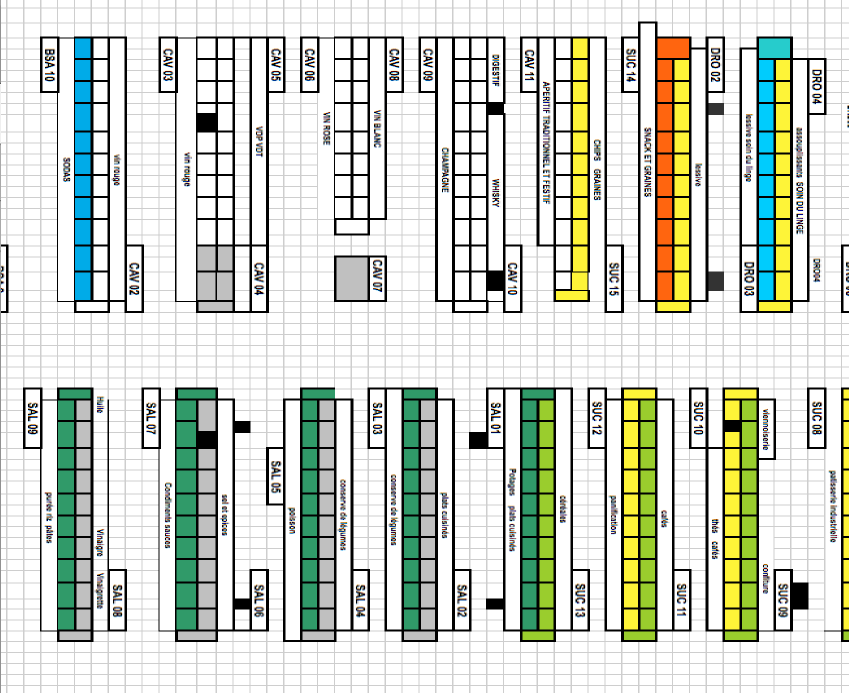 BSA 10
SODAS
vin rouge
CAV 02
CAV 03
vin rouge
VDP VDT
CAV 04
CAV 05
CAV 06
VIN ROSE
VIN BLANC
CAV 07
CAV 08
CAV 09
CHAMPAGNE
DIGESTIF
WHISKY
CAV 10
CAV 11
APERITIF TRADITIONNEL ET FESTIF
CHIPS GRAINES
SUC 15
SUC 14
SNACK ET GRAINES
lessive
DRO 02
lessive soin du linge
DRO 03
assouplissants SOIN DU LINGE
DRO 04
DRO04
SAL 09
purée riz pâtes
Huile
Vinaigre
Vinaigrette
SAL 08
SAL 07
Condiments sauces
sel et epices
SAL 06
SAL 05
poisson
conserve de légumes
SAL 04
SAL 03
conserve de légumes
plats cuisinés
SAL 02
SAL 01
Potages plats cuisinés
céréales
SUC 13
SUC 12
panification
cafés
SUC 11
SUC 10
thés cafés
viennoiserie
confiture
SUC 09
SUC 08
patisserie industrielle